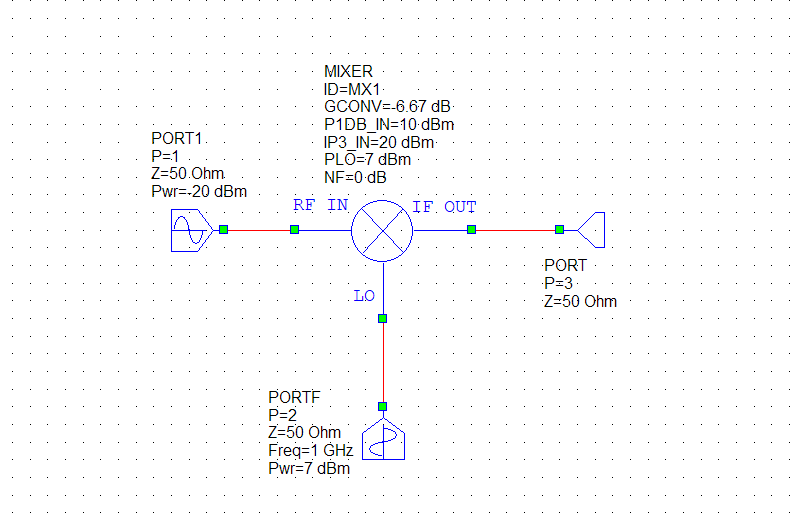 MIXER
ID=MX1
GCONV=-6.67 dB
P1DB_IN=10 dBm
IP3_IN=20 dBm
PLO=7 dBm
NF=0 dB
PORT1
P=1
Z=50 Ohm
Pwr=-20 dBm
RF IN
IF OUT
LO
PORT
P=3
Z=50 Ohm
PORTF
P=2
Z=50 Ohm
Freq=1 GHz
Pwr=7 dBm